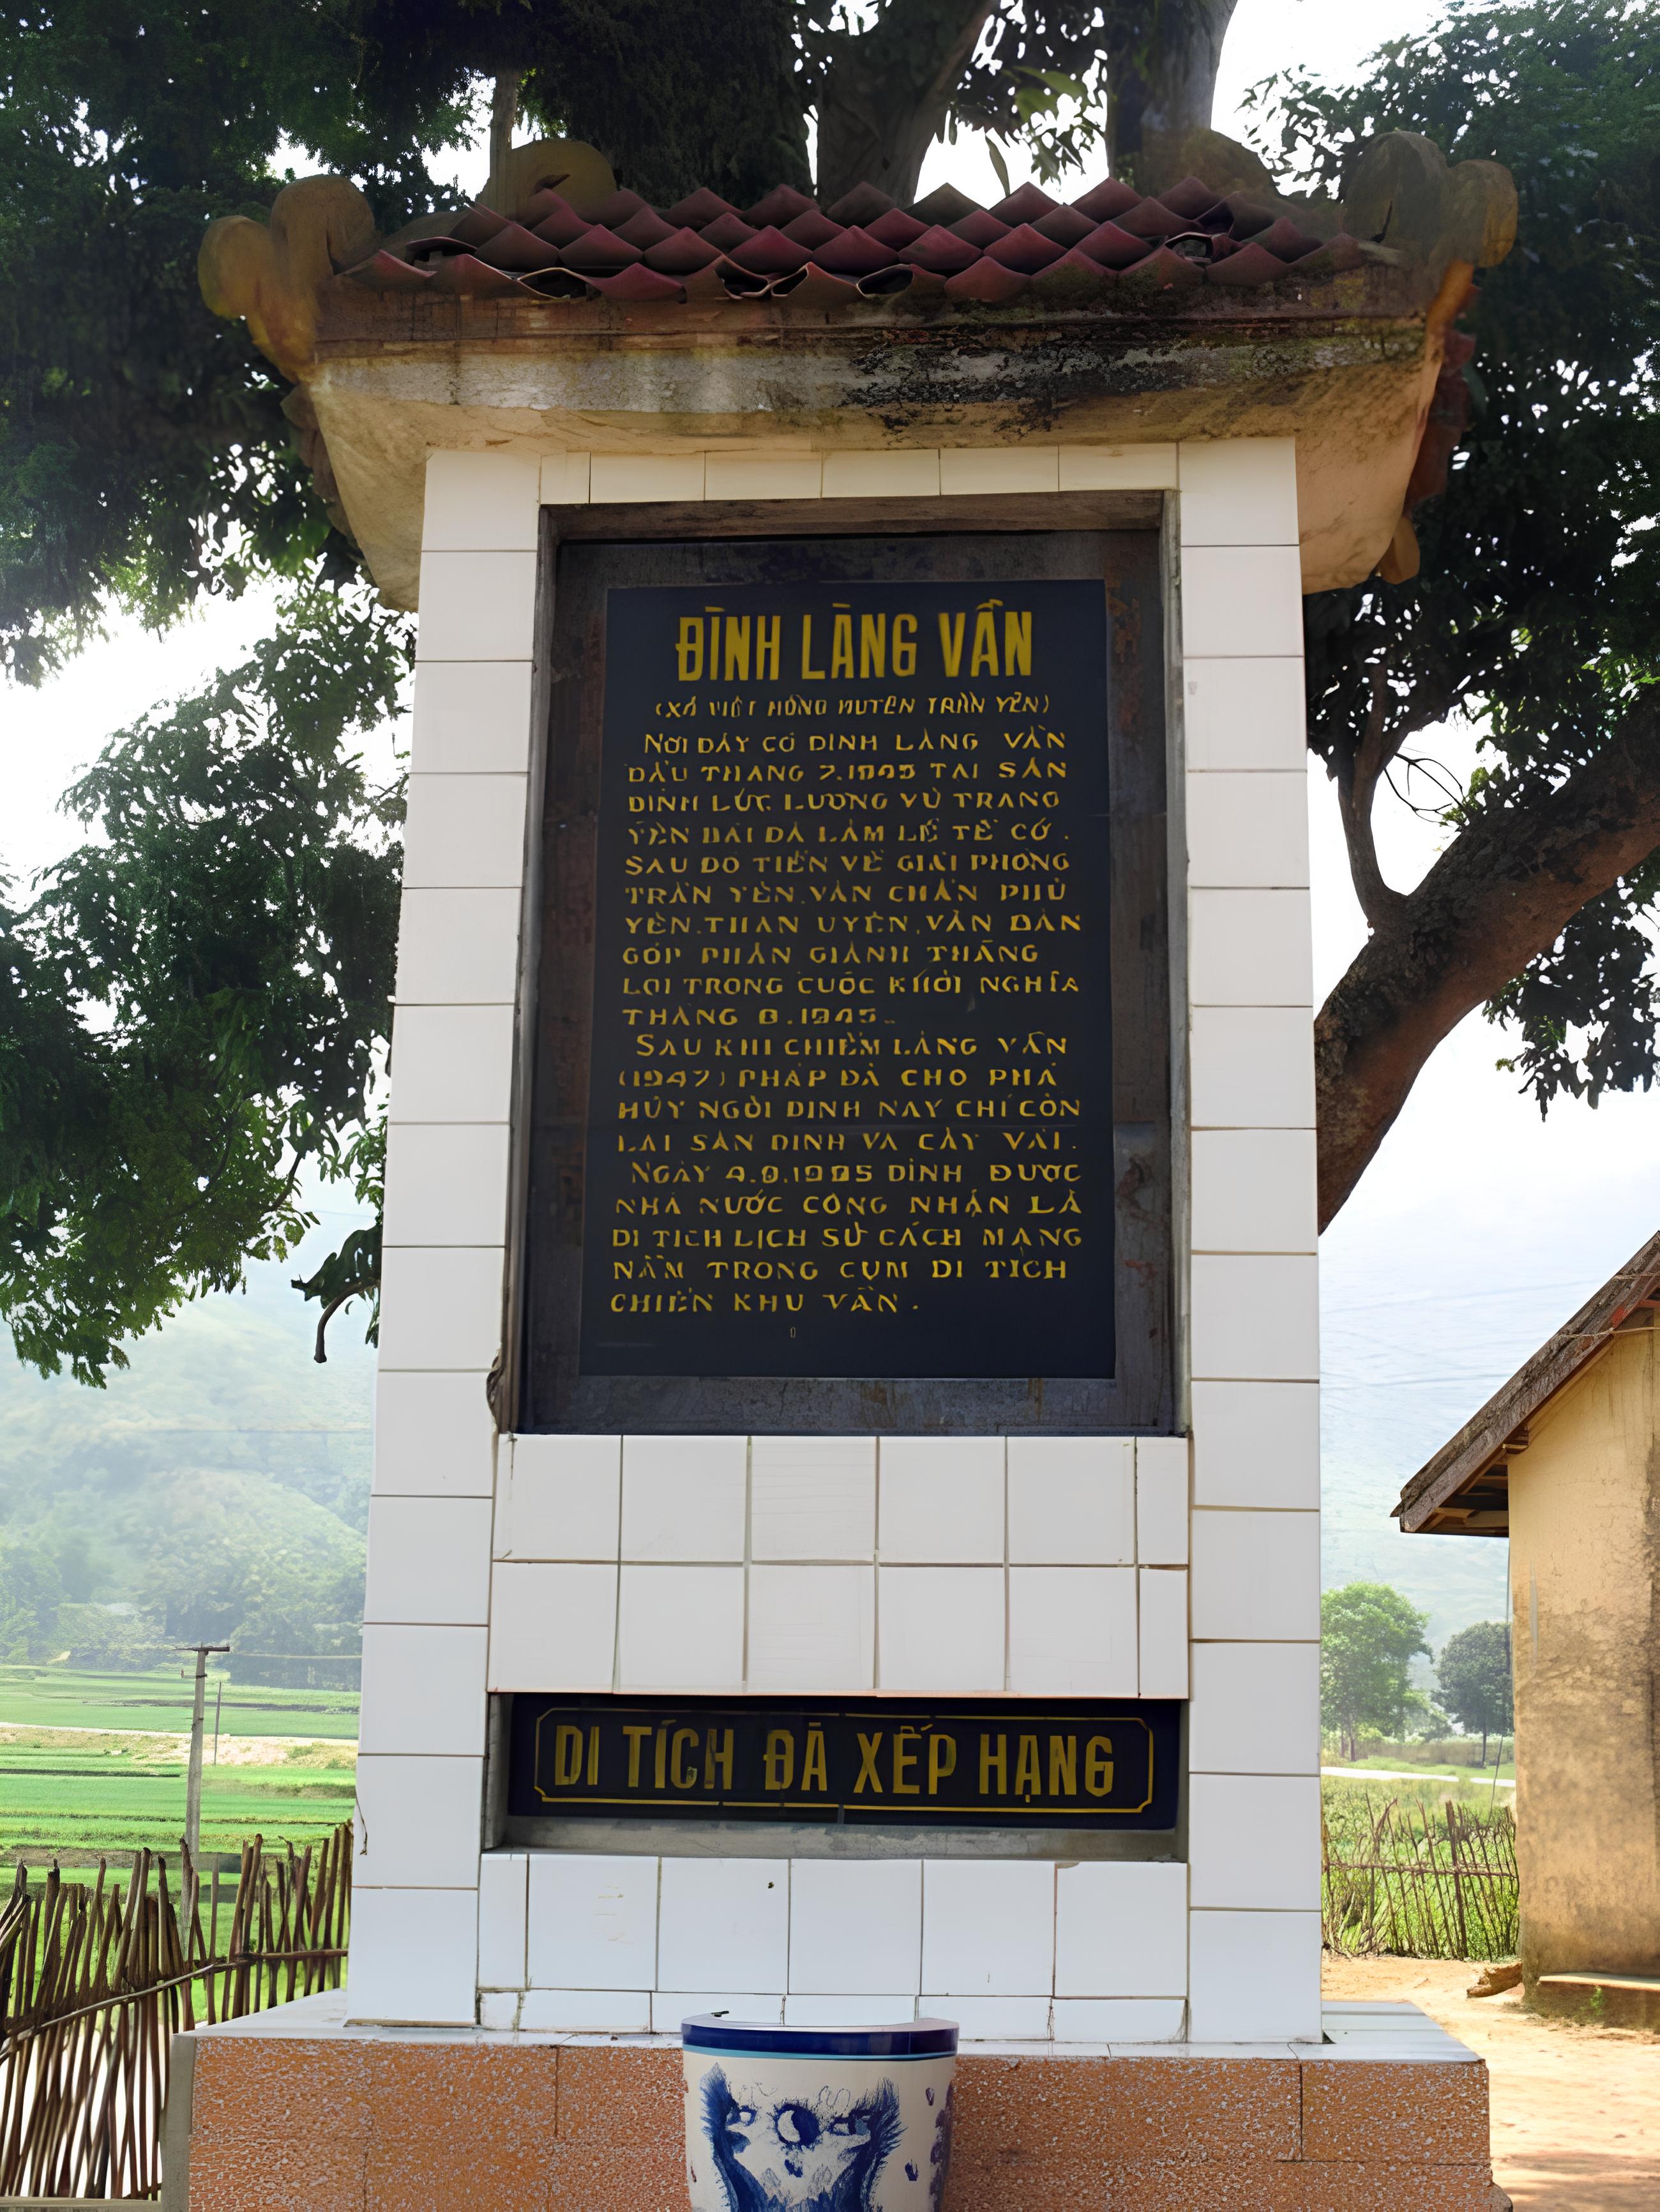 ĐÌNH LÀNG VẦN
(XÃ VIỆT HỒNG HUYỆN TRẤN YÊN)
NƠI ĐÂY CÓ ĐÌNH LÀNG VẦN
ĐẦU THÁNG 7.1945 TẠI SÂN
ĐÌNH LỰC LƯỢNG VŨ TRANG
YÊN BÁI ĐÃ LÀM LỄ TẾ CỜ .
SAU ĐÓ TIẾN VỀ GIẢI PHÓNG
TRẤN YÊN.VĂN CHẤN PHÙ
YÊN.THAN UYÊN.VĂN BÀN
GÓP PHẦN GIÀNH THẮNG
LỢI TRONG CUỘC KHỞI NGHĨA
THÁNG 8.1945.
SAU KHI CHIẾM LÀNG VẦN
(1947) PHÁP ĐÃ CHO PHÁ
HỦY NGÔI ĐÌNH NAY CHỈ CÒN
LẠI SÂN ĐÌNH VÀ CÂY VẢI .
NGÀY 4.9.1995 ĐÌNH ĐƯỢC
NHÀ NƯỚC CÔNG NHẬN LÀ
DI TÍCH LỊCH SỬ CÁCH MẠNG
NẰM TRONG CỤM DI TÍCH
CHIẾN KHU VẦN .
DI TÍCH ĐÃ XẾP HẠNG